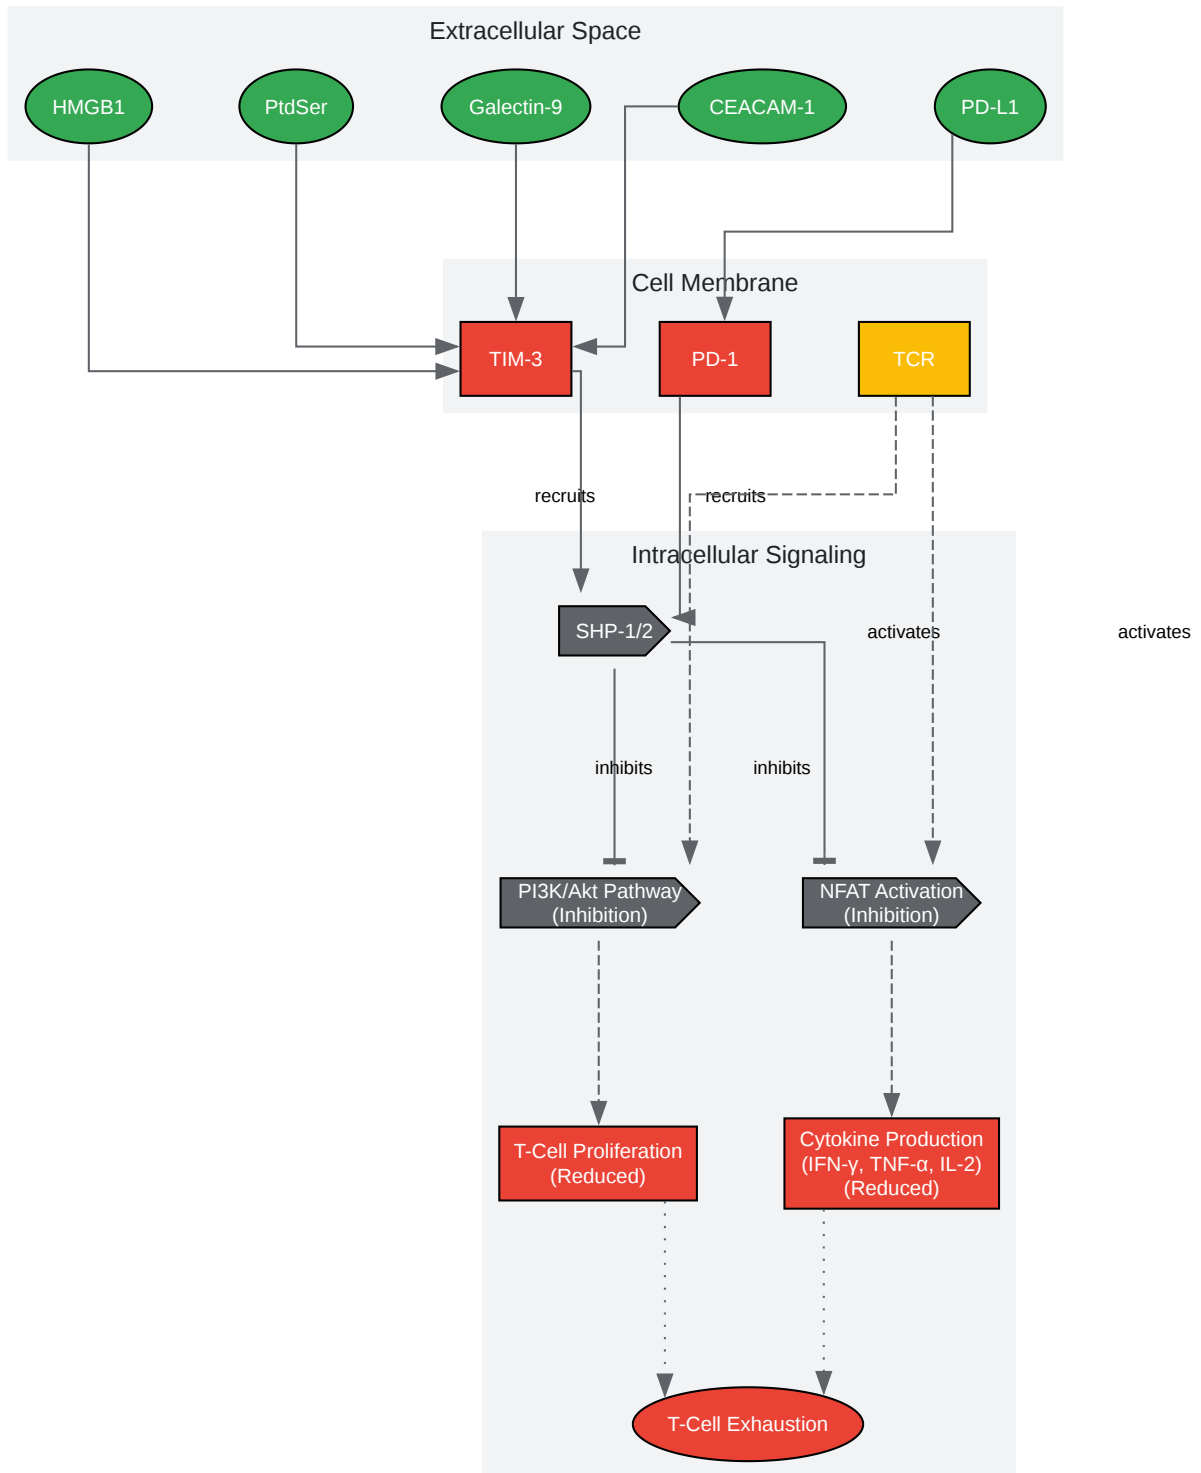 Extracellular Space
HMGB1
PtdSer
Galectin-9
CEACAM-1
PD-L1
Cell Membrane
TIM-3
PD-1
TCR
recruits
recruits
Intracellular Signaling
SHP-1/2
activates
activates
inhibits
inhibits
PI3K/Akt Pathway
(Inhibition)
NFAT Activation
(Inhibition)
T-Cell Proliferation
(Reduced)
Cytokine Production
(IFN-γ, TNF-α, IL-2)
(Reduced)
T-Cell Exhaustion